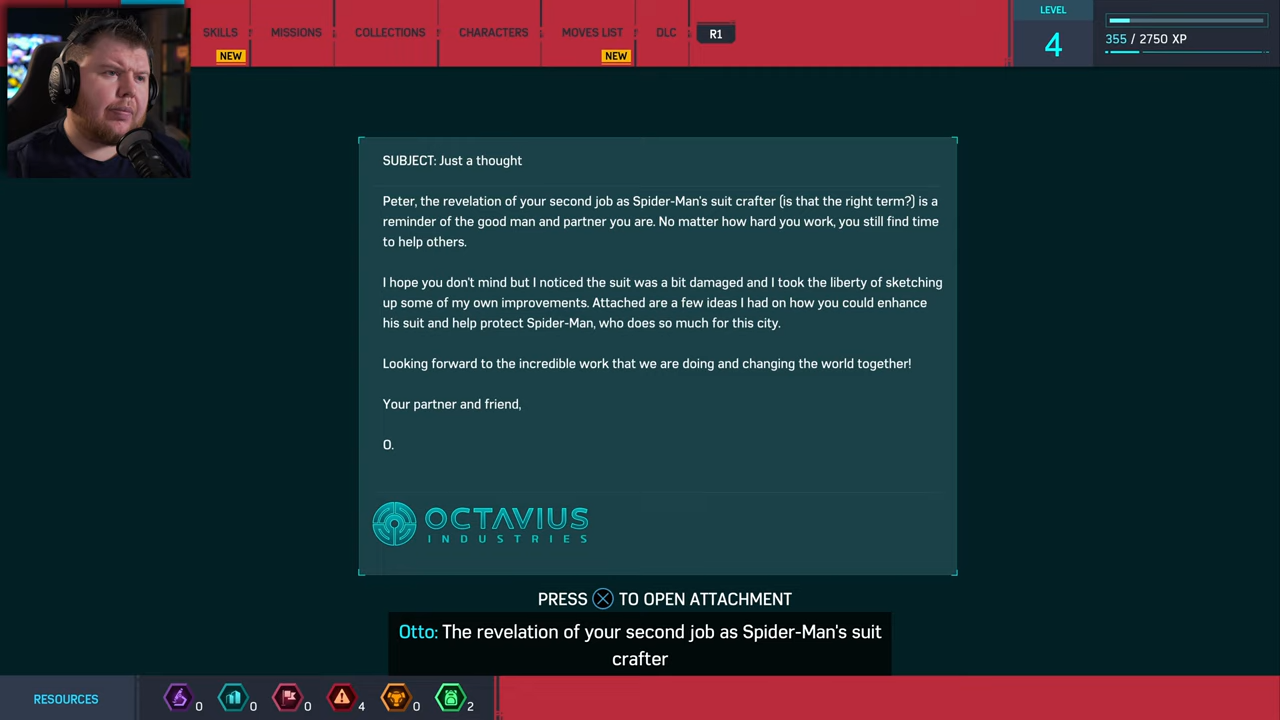 SKILLS
MISSIONS
COLLECTIONS
CHARACTERS
MOVES LIST
DLC
R1
NEW
NEW
LEVEL
4
355 / 2750 XP
SUBJECT: Just a thought
Peter, the revelation of your second job as Spider-Man's suit crafter (is that the right term?) is a
reminder of the good man and partner you are. No matter how hard you work, you still find time
to help others.
I hope you don't mind but I noticed the suit was a bit damaged and I took the liberty of sketching
up some of my own improvements. Attached are a few ideas I had on how you could enhance
his suit and help protect Spider-Man, who does so much for this city.
Looking forward to the incredible work that we are doing and changing the world together!
Your partner and friend,
O.
OCTAVIUS
INDUSTRIES
PRESS X TO OPEN ATTACHMENT
Otto: The revelation of your second job as Spider-Man's suit
crafter
RESOURCES
0
0
0
4
0
2